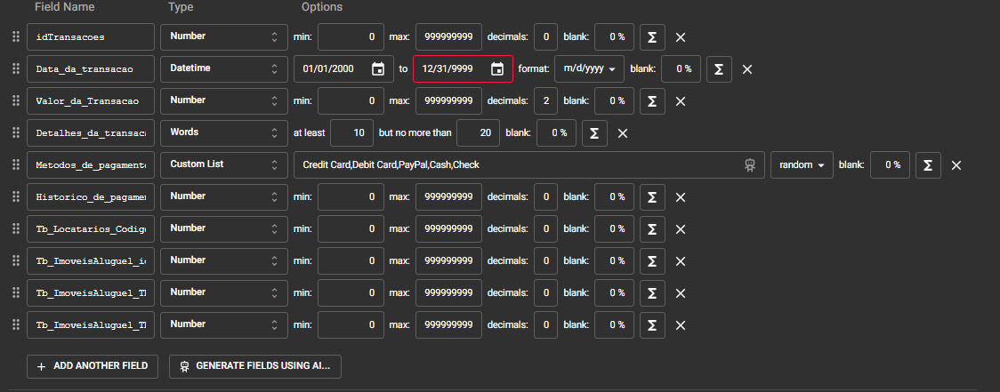 Field Name Type Options
idTransacoes Number min: 0 max: 999999999 decimals: 0 blank: 0 % Σ
Data_da_transacao Datetime 01/01/2000 to 12/31/9999 format: m/d/yyyy blank: 0 % Σ
Valor_da_Transacao Number min: 0 max: 999999999 decimals: 2 blank: 0 % Σ
Detalhes_da_transac Words at least 10 but no more than 20 blank: 0 % Σ
Metodos_de_pagamento Custom List Credit Card,Debit Card,PayPal,Cash,Check random blank: 0 % Σ
Historico_de_pagamen Number min: 0 max: 999999999 decimals: 0 blank: 0 % Σ
Tb_Locatarios_Codigo Number min: 0 max: 999999999 decimals: 0 blank: 0 % Σ
Tb_ImoveisAluguel_id Number min: 0 max: 999999999 decimals: 0 blank: 0 % Σ
Tb_ImoveisAluguel_T Number min: 0 max: 999999999 decimals: 0 blank: 0 % Σ
Tb_ImoveisAluguel_T Number min: 0 max: 999999999 decimals: 0 blank: 0 % Σ
+ ADD ANOTHER FIELD GENERATE FIELDS USING AI...